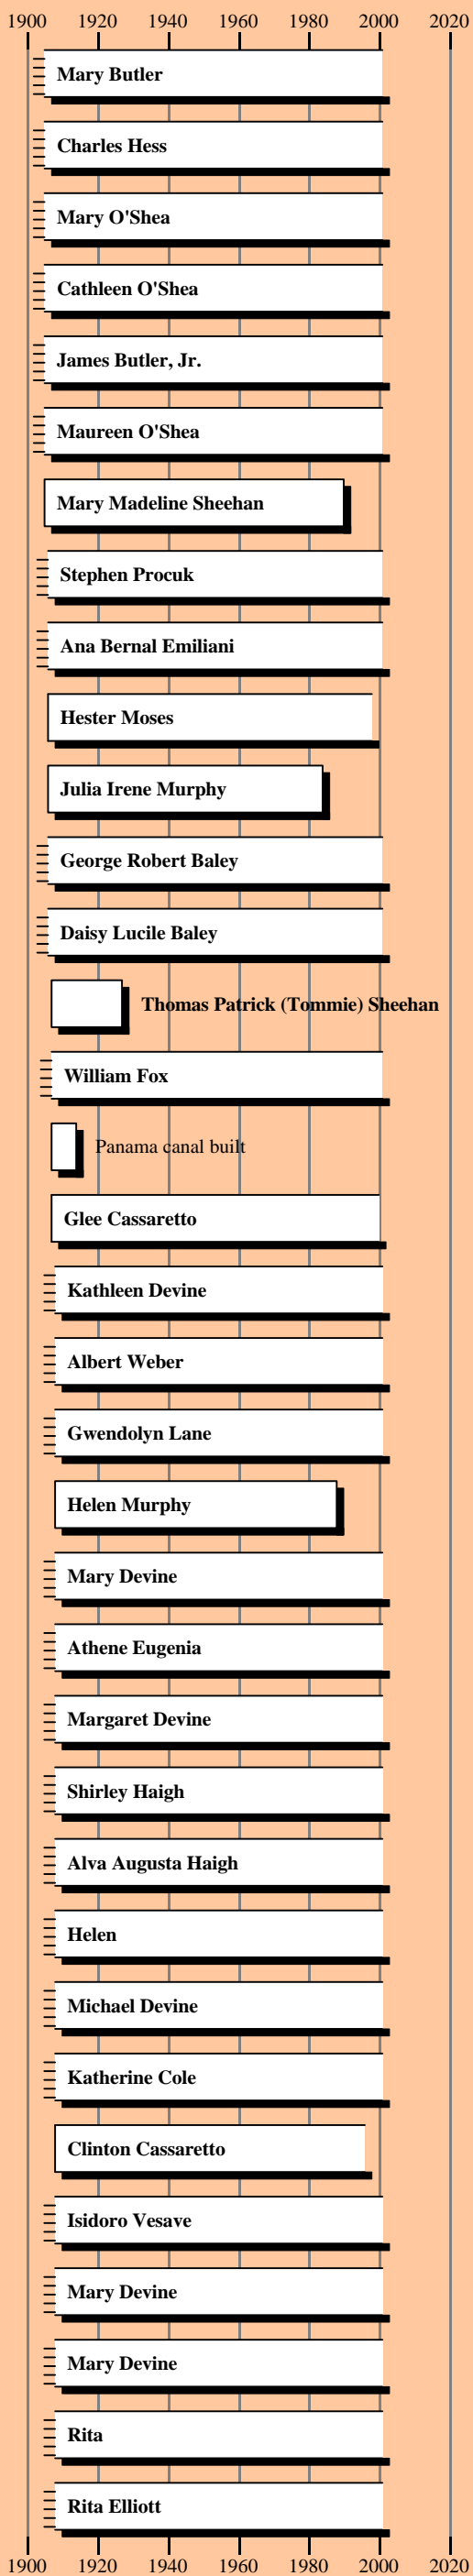 1900 1920 1940 1960 1980 2000 2020
Mary Butler
Charles Hess
Mary O'Shea
Cathleen O'Shea
James Butler, Jr.
Maureen O'Shea
Mary Madeline Sheehan
Stephen Procuk
Ana Bernal Emiliani
Hester Moses
Julia Irene Murphy
George Robert Baley
Daisy Lucile Baley
Thomas Patrick (Tommie) Sheehan
William Fox
Panama canal built
Glee Cassaretto
Kathleen Devine
Albert Weber
Gwendolyn Lane
Helen Murphy
Mary Devine
Athene Eugenia
Margaret Devine
Shirley Haigh
Alva Augusta Haigh
Helen
Michael Devine
Katherine Cole
Clinton Cassaretto
Isidoro Vesave
Mary Devine
Mary Devine
Rita
Rita Elliott
1900 1920 1940 1960 1980 2000 2020